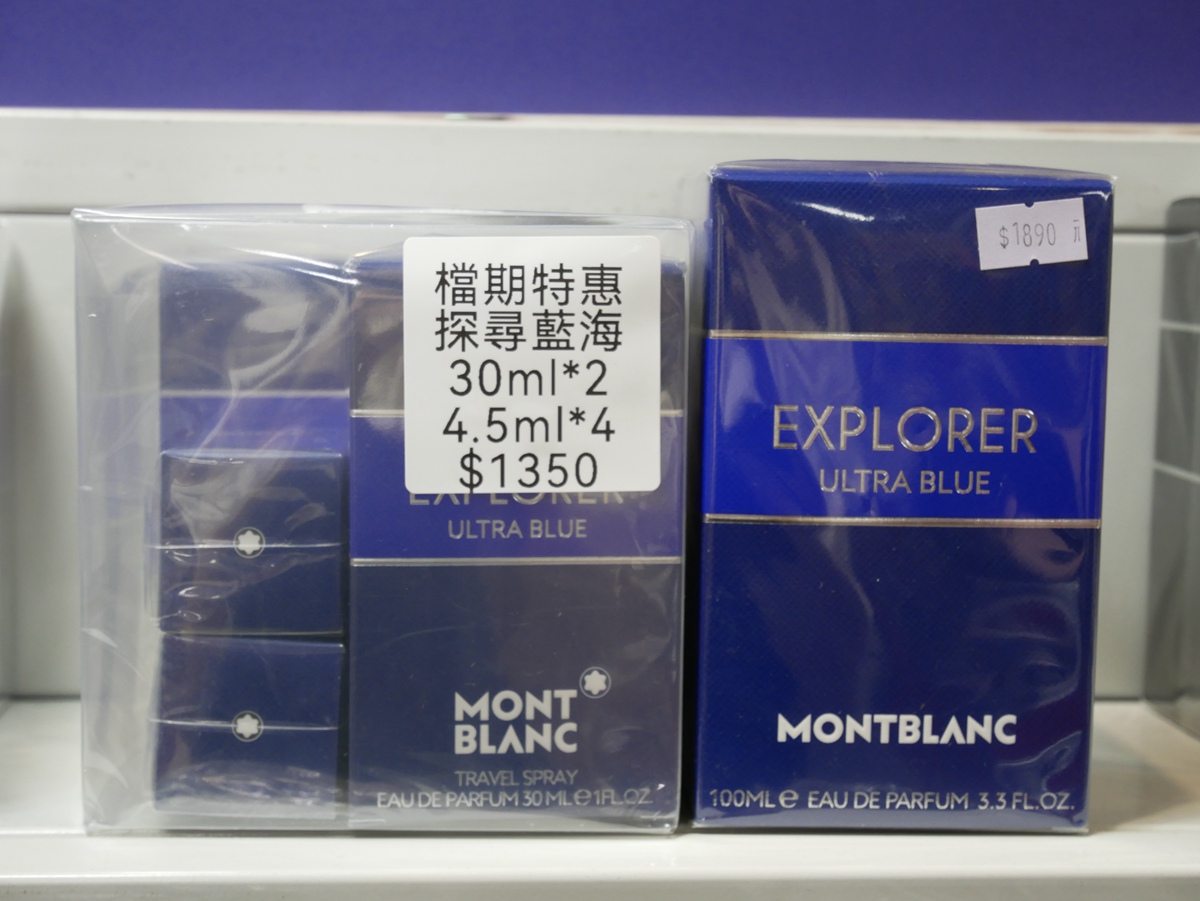 檔期特惠
探尋藍海
30ml*2
4.5ml*4
$1350
EXPLORER
ULTRA BLUE
MONT
BLANC
TRAVEL SPRAY
EAU DE PARFUM 30 ML e 1FL.OZ.
$1890 元
EXPLORER
ULTRA BLUE
MONTBLANC
100ML e EAU DE PARFUM 3.3 FL.OZ.